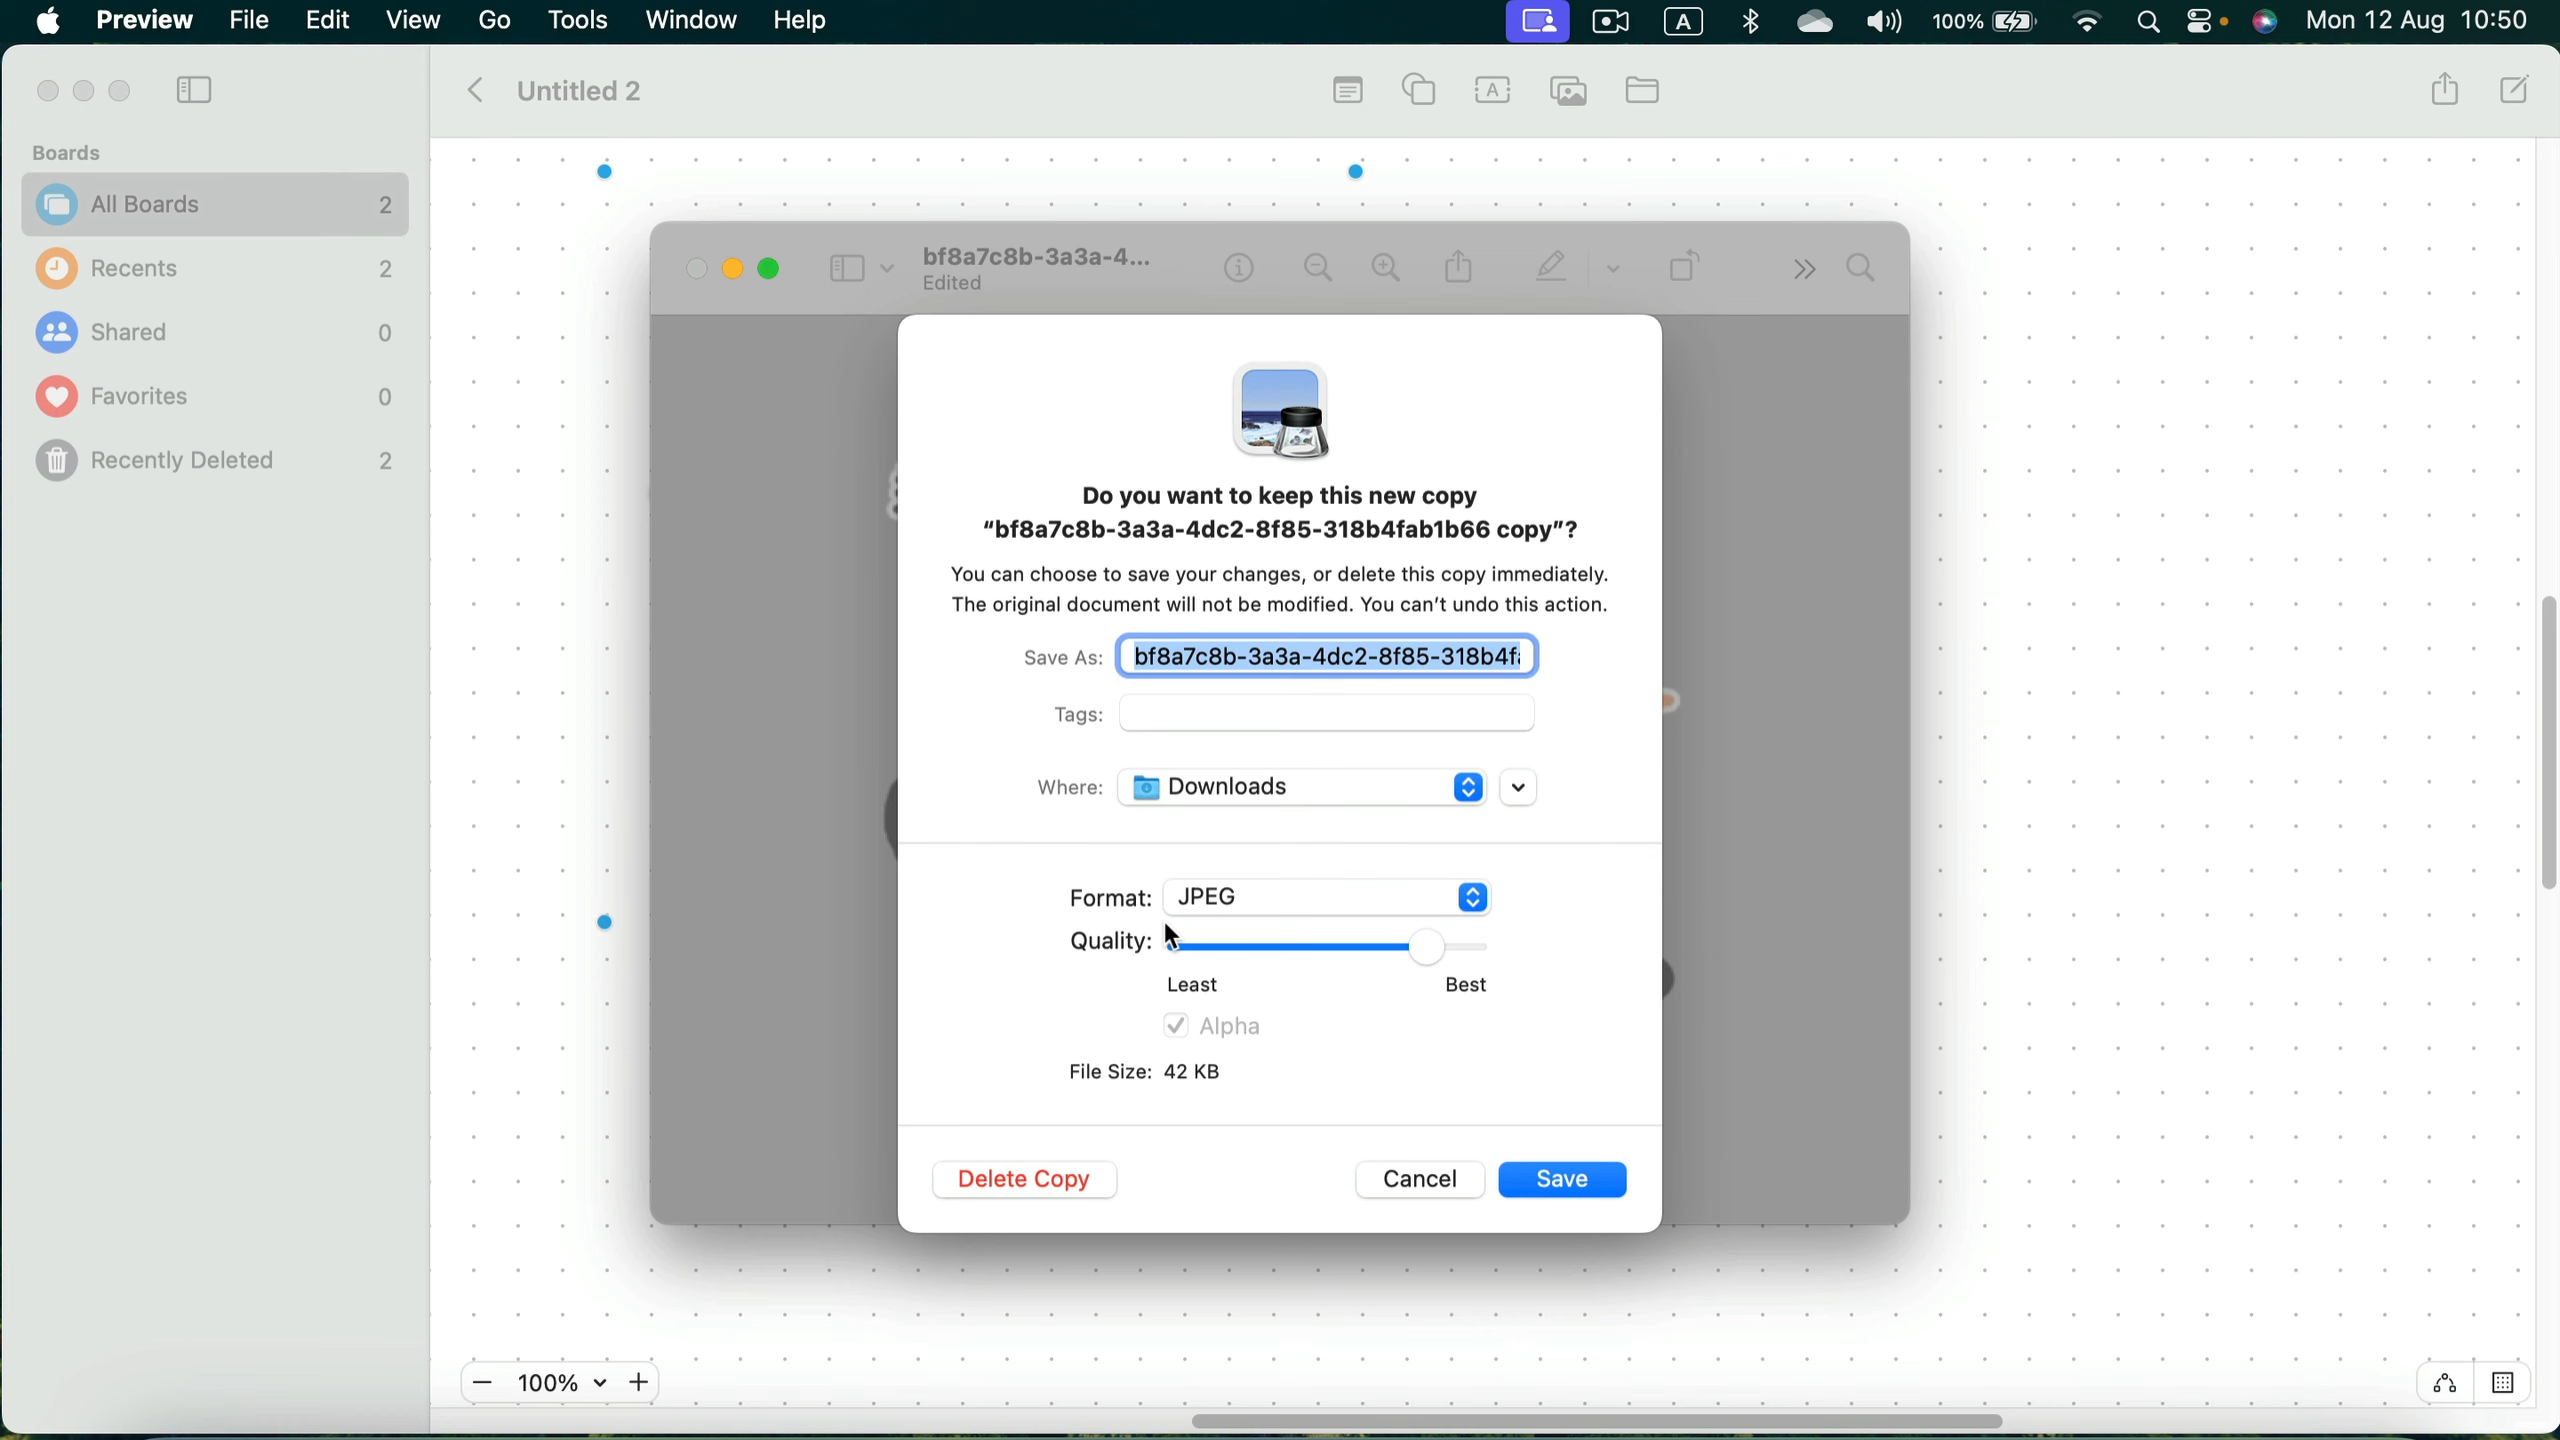 Preview File Edit View Go Tools Window Help A 100% Mon 12 Aug 10:50
Untitled 2
A
Boards
All Boards 2
Recents 2
Shared 0
Favorites 0
Recently Deleted 2
bf8a7c8b-3a3a-4...
Edited
Do you want to keep this new copy
“bf8a7c8b-3a3a-4dc2-8f85-318b4fab1b66 copy”?
You can choose to save your changes, or delete this copy immediately.
The original document will not be modified. You can’t undo this action.
Save As: bf8a7c8b-3a3a-4dc2-8f85-318b4f
Tags:
Where: Downloads
Format: JPEG
Quality:
Least Best
Alpha
File Size: 42 KB
Delete Copy Cancel Save
100%